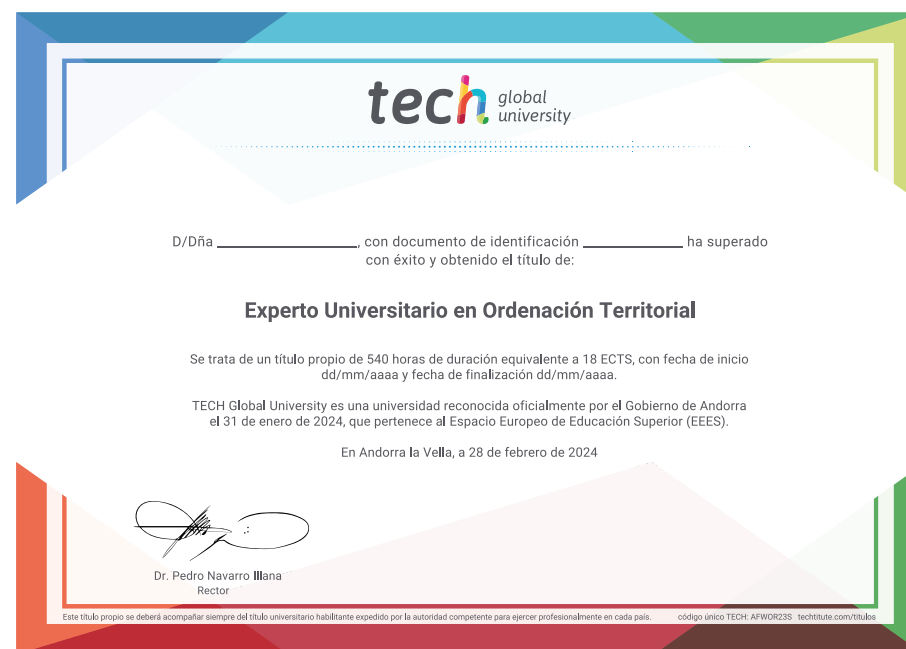 tech global university
D/Dña ____________, con documento de identificación ____________ ha superado
con éxito y obtenido el título de:
Experto Universitario en Ordenación Territorial
Se trata de un título propio de 540 horas de duración equivalente a 18 ECTS, con fecha de inicio
dd/mm/aaaa y fecha de finalización dd/mm/aaaa.
TECH Global University es una universidad reconocida oficialmente por el Gobierno de Andorra
el 31 de enero de 2024, que pertenece al Espacio Europeo de Educación Superior (EEES).
En Andorra la Vella, a 28 de febrero de 2024
Dr. Pedro Navarro Illana
Rector
Este título propio se deberá acompañar siempre del título universitario habilitante expedido por la autoridad competente para ejercer profesionalmente en cada país. código único TECH: AFWOR23S techtitute.com/titulos